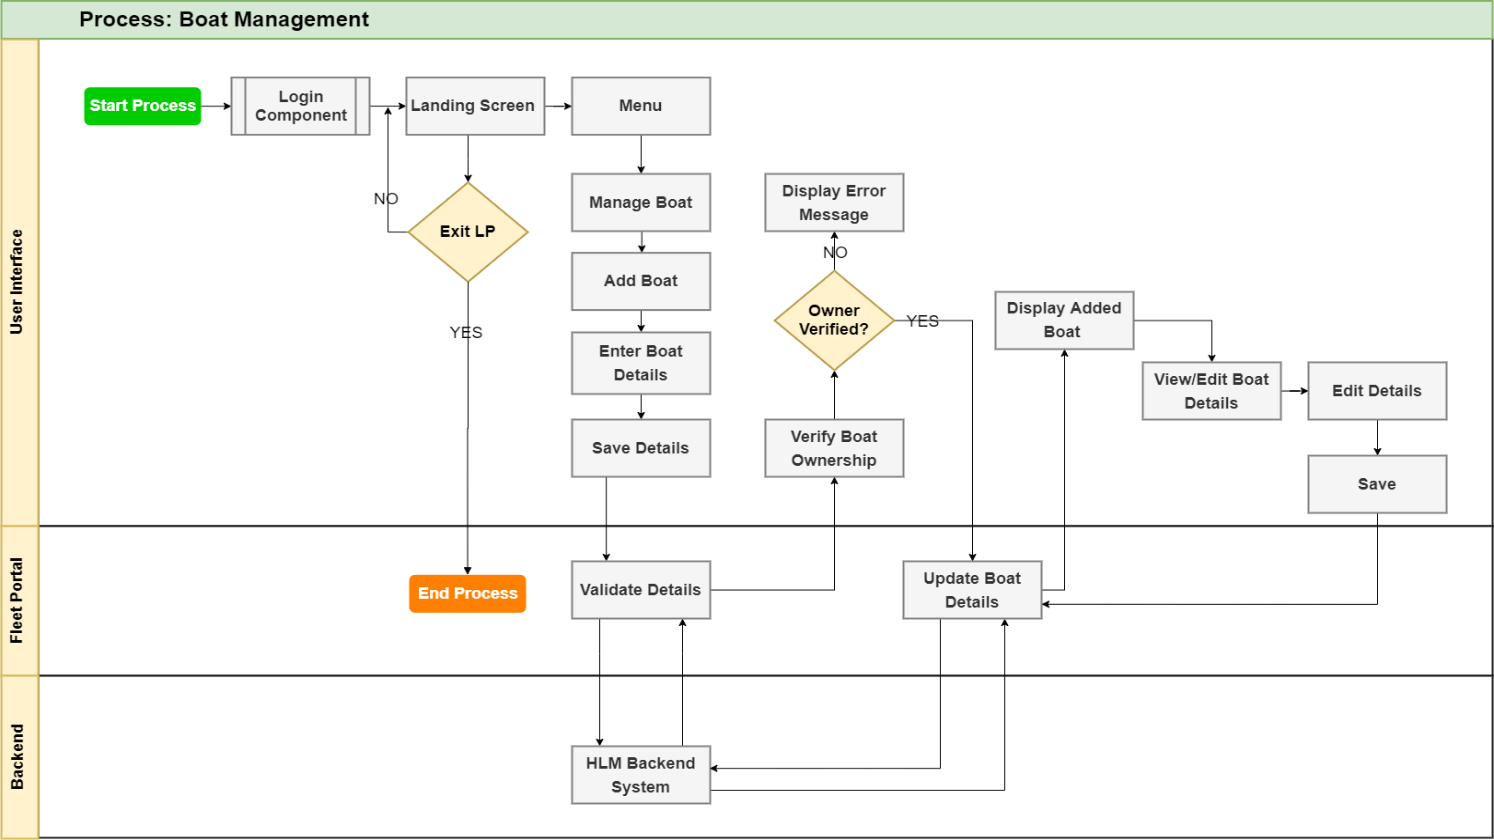 Process: Boat Management
User Interface
Start Process
Login
Component
Landing Screen
Menu
NO
Exit LP
YES
Manage Boat
Add Boat
Enter Boat
Details
Save Details
Display Error
Message
NO
Owner
Verified?
YES
Verify Boat
Ownership
Display Added
Boat
View/Edit Boat
Details
Edit Details
Save
Fleet Portal
End Process
Validate Details
Update Boat
Details
Backend
HLM Backend
System